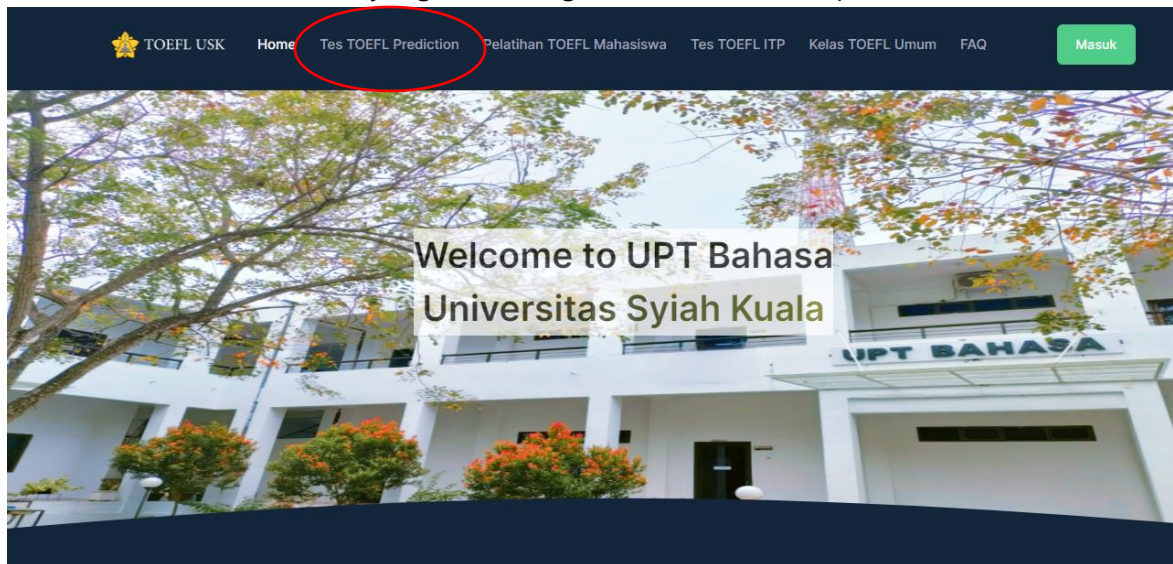 TOEFL USK Home Tes TOEFL Prediction Pelatihan TOEFL Mahasiswa Tes TOEFL ITP Kelas TOEFL Umum FAQ Masuk
Welcome to UPT Bahasa
Universitas Syiah Kuala
UPT BAHASA